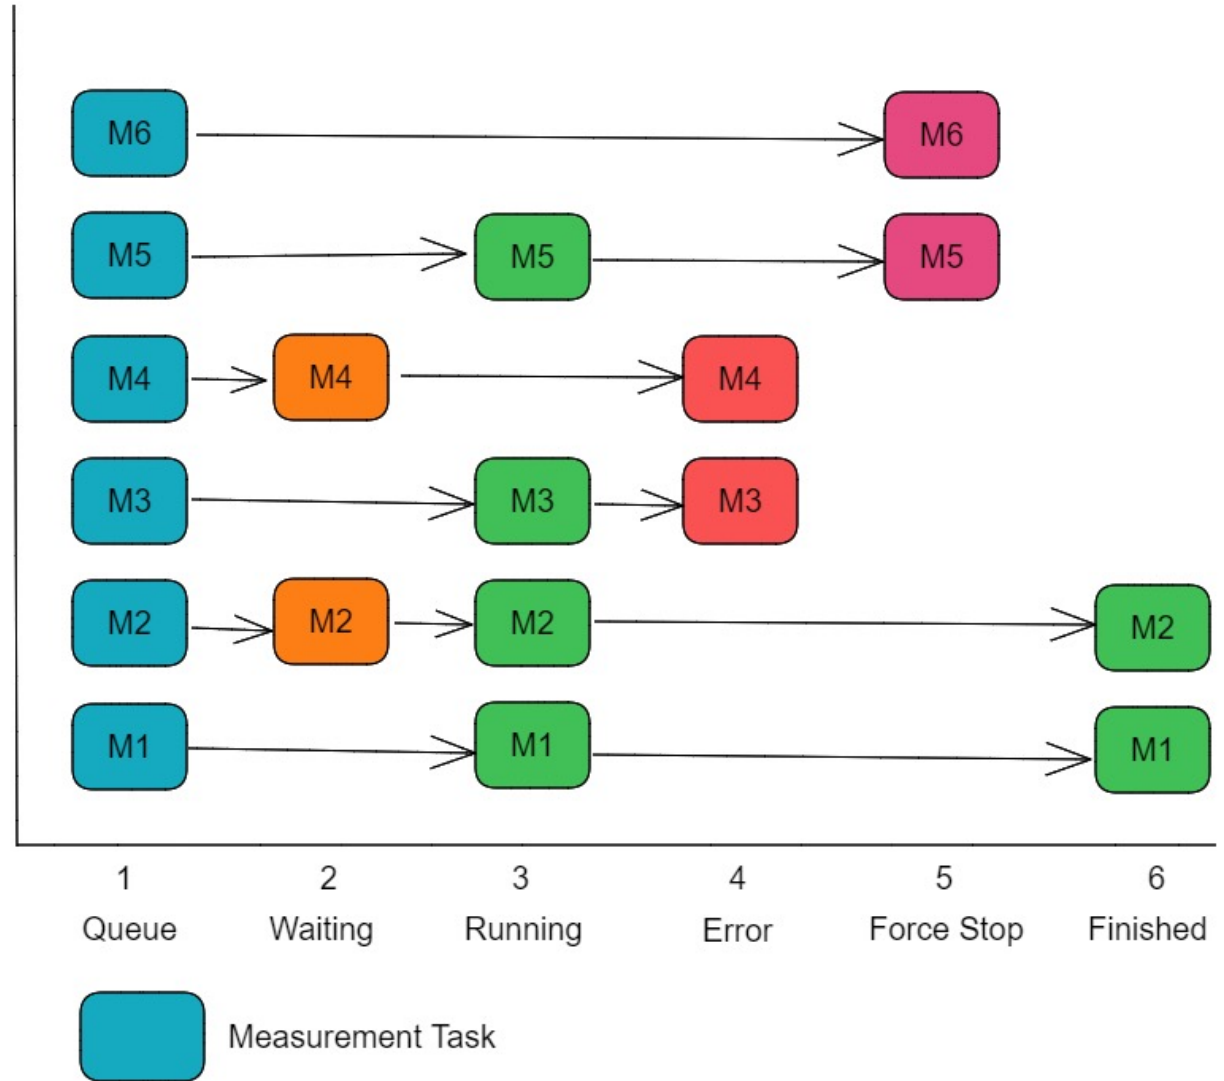 M6 M6
M5 M5 M5
M4 M4 M4
M3 M3 M3
M2 M2 M2 M2
M1 M1 M1
1 2 3 4 5 6
Queue Waiting Running Error Force Stop Finished
Measurement Task